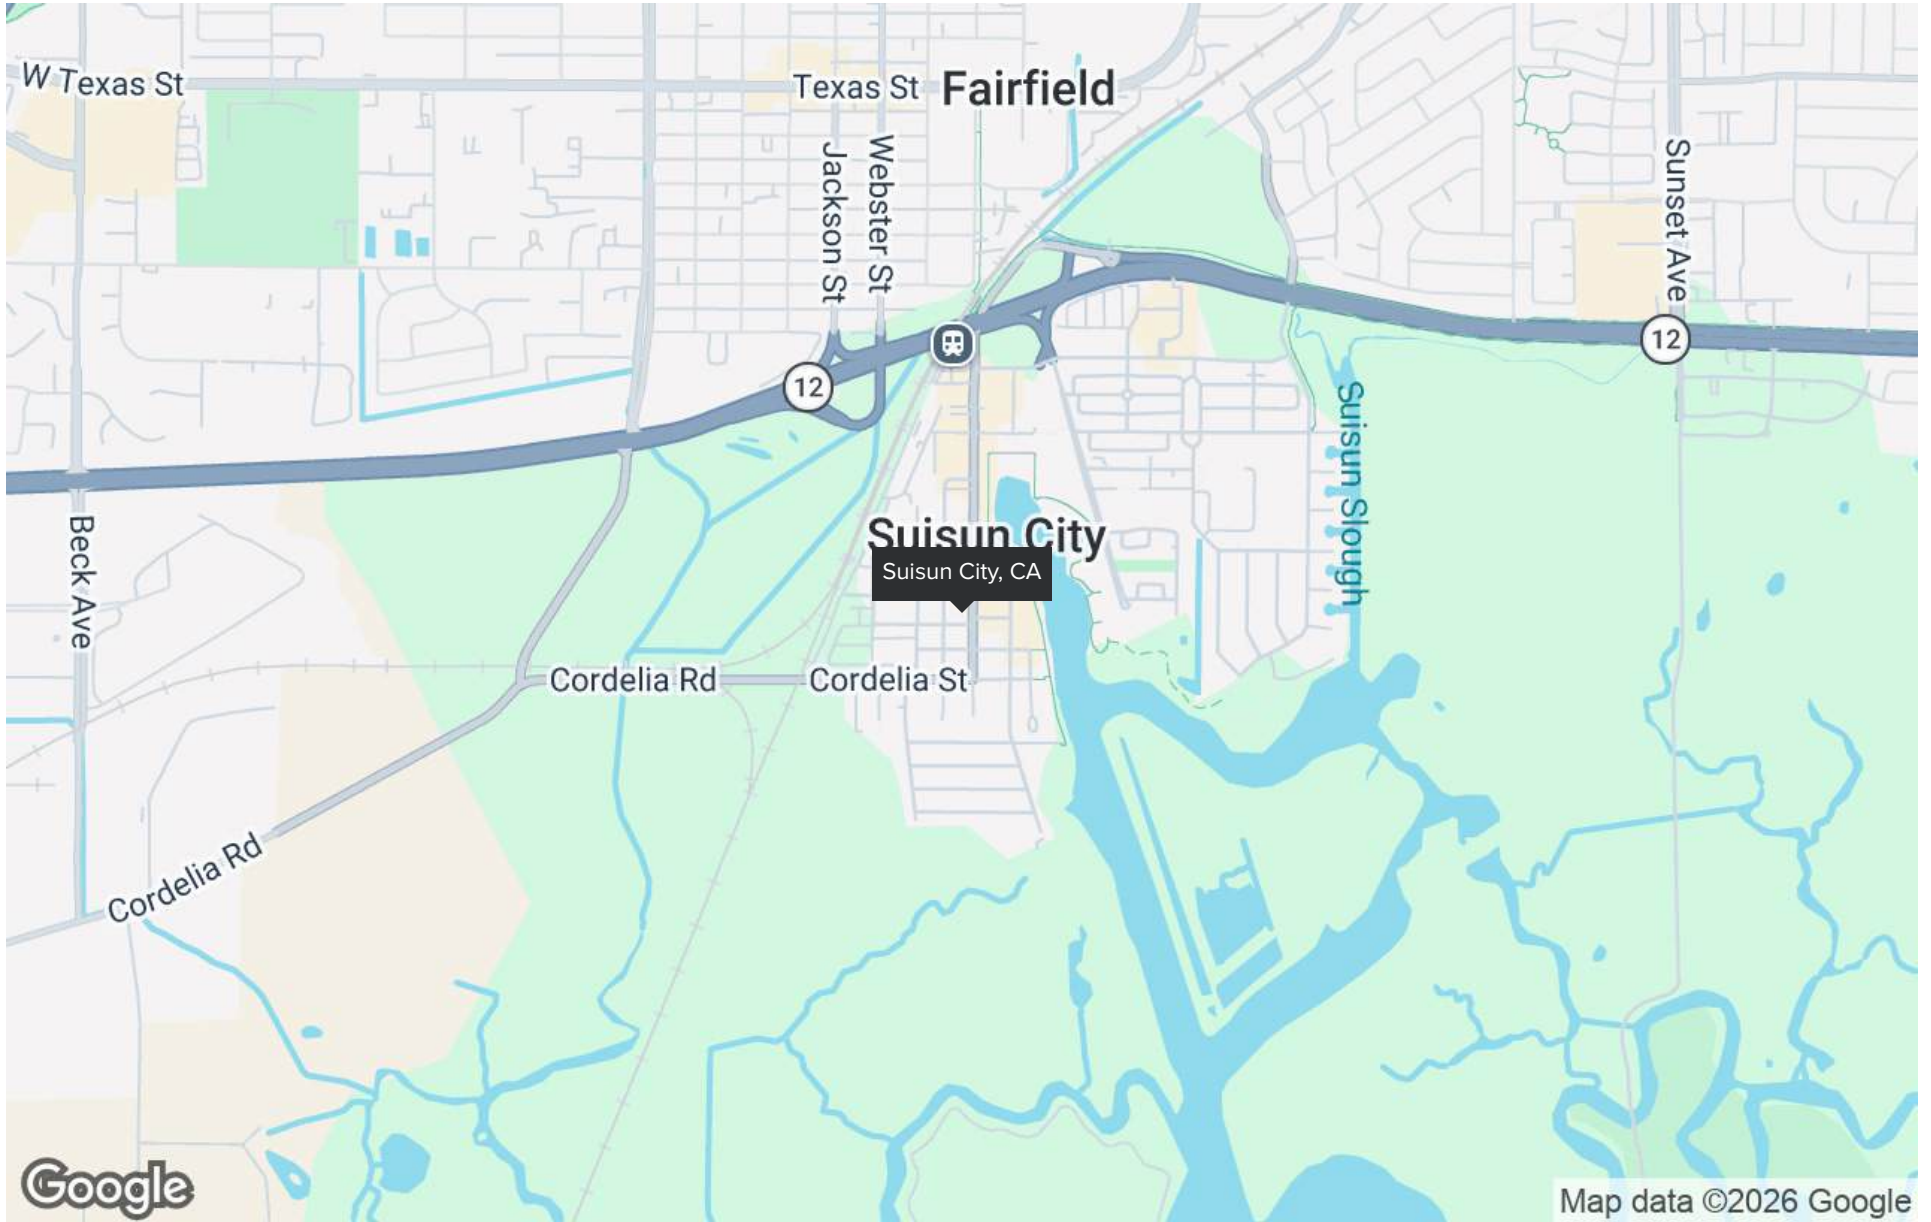 W Texas St
Texas St
Fairfield
Jackson St
Webster St
Sunset Ave
12
12
Suisun Slough
Beck Ave
Suisun City
Suisun City, CA
Cordelia Rd
Cordelia St
Cordelia Rd
Google
Map data ©2026 Google